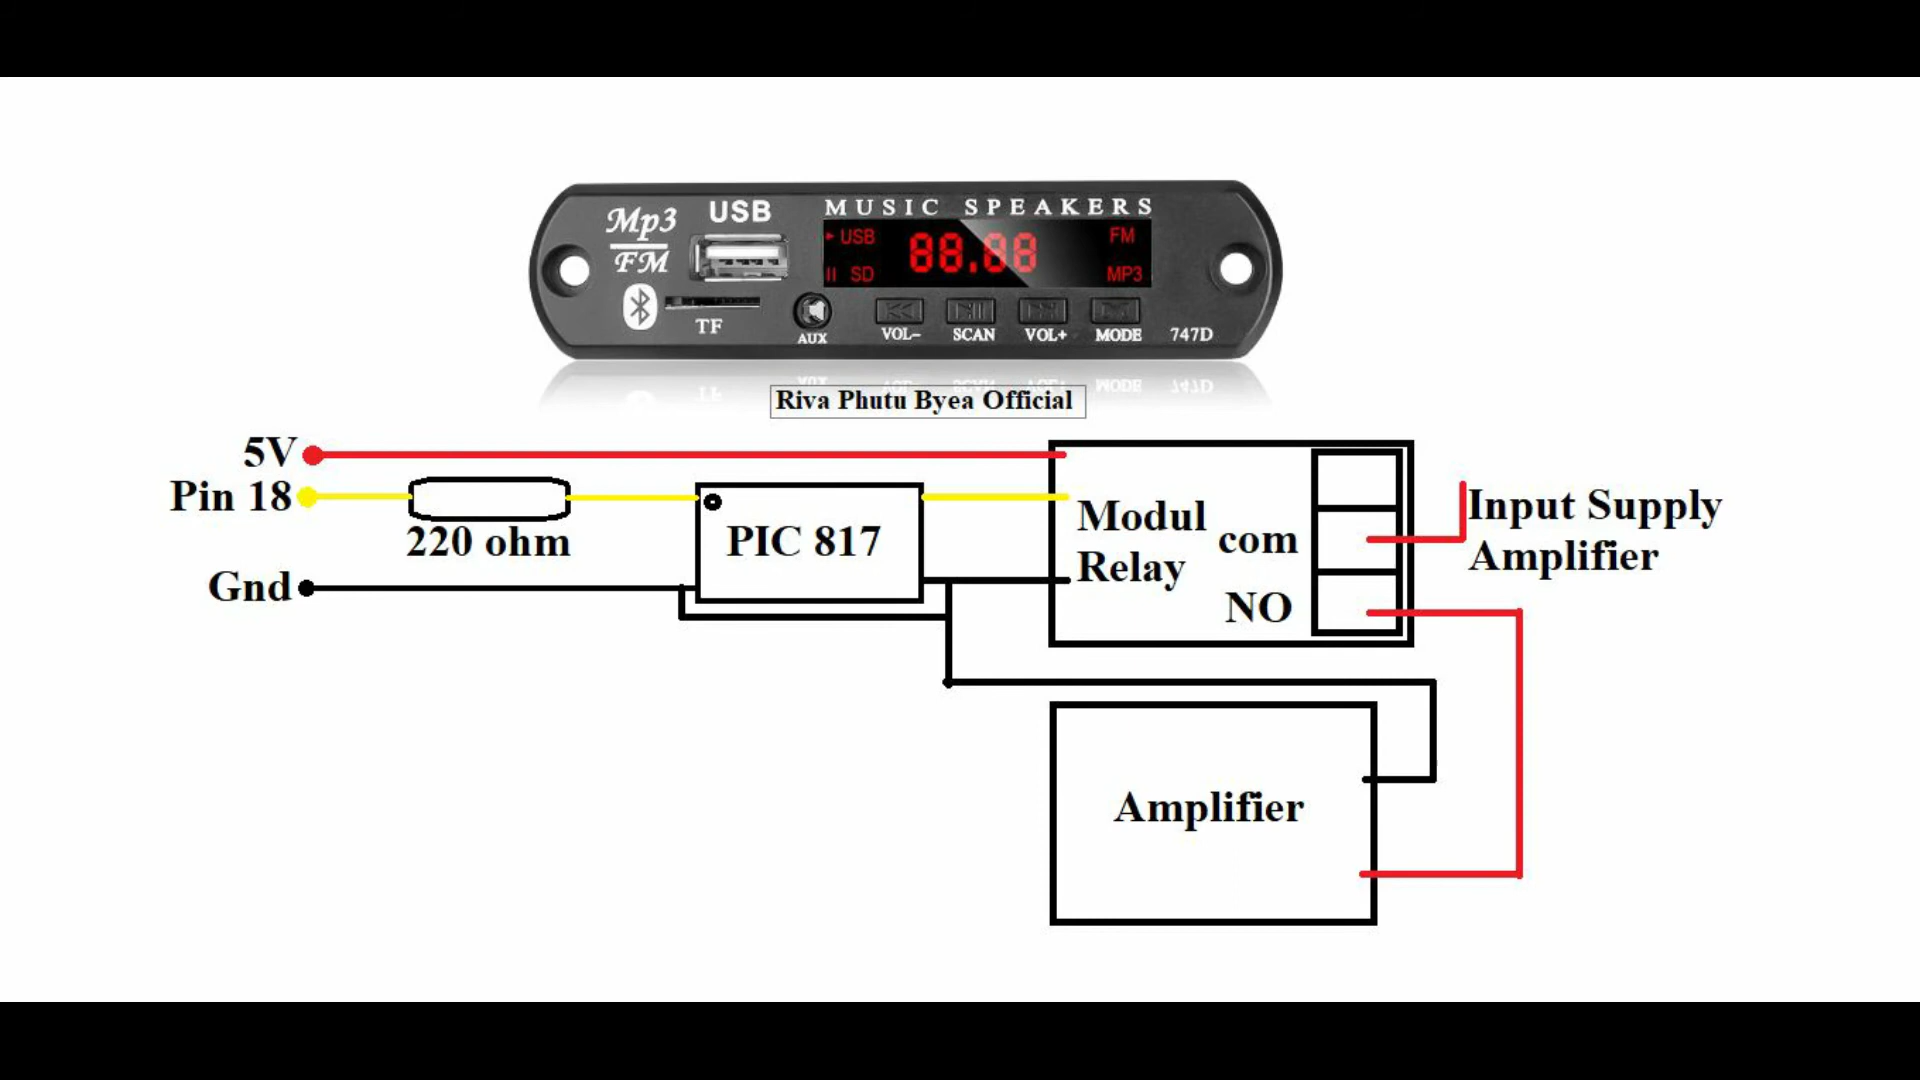 Mp3
FM
USB
MUSIC SPEAKERS
USB
88.88
FM
SD
MP3
TF
AUX
VOL-
SCAN
VOL+
MODE
747D
Riva Phutu Byea Official
5V
Pin 18
220 ohm
Gnd
PIC 817
Modul
Relay
com
NO
Input Supply
Amplifier
Amplifier